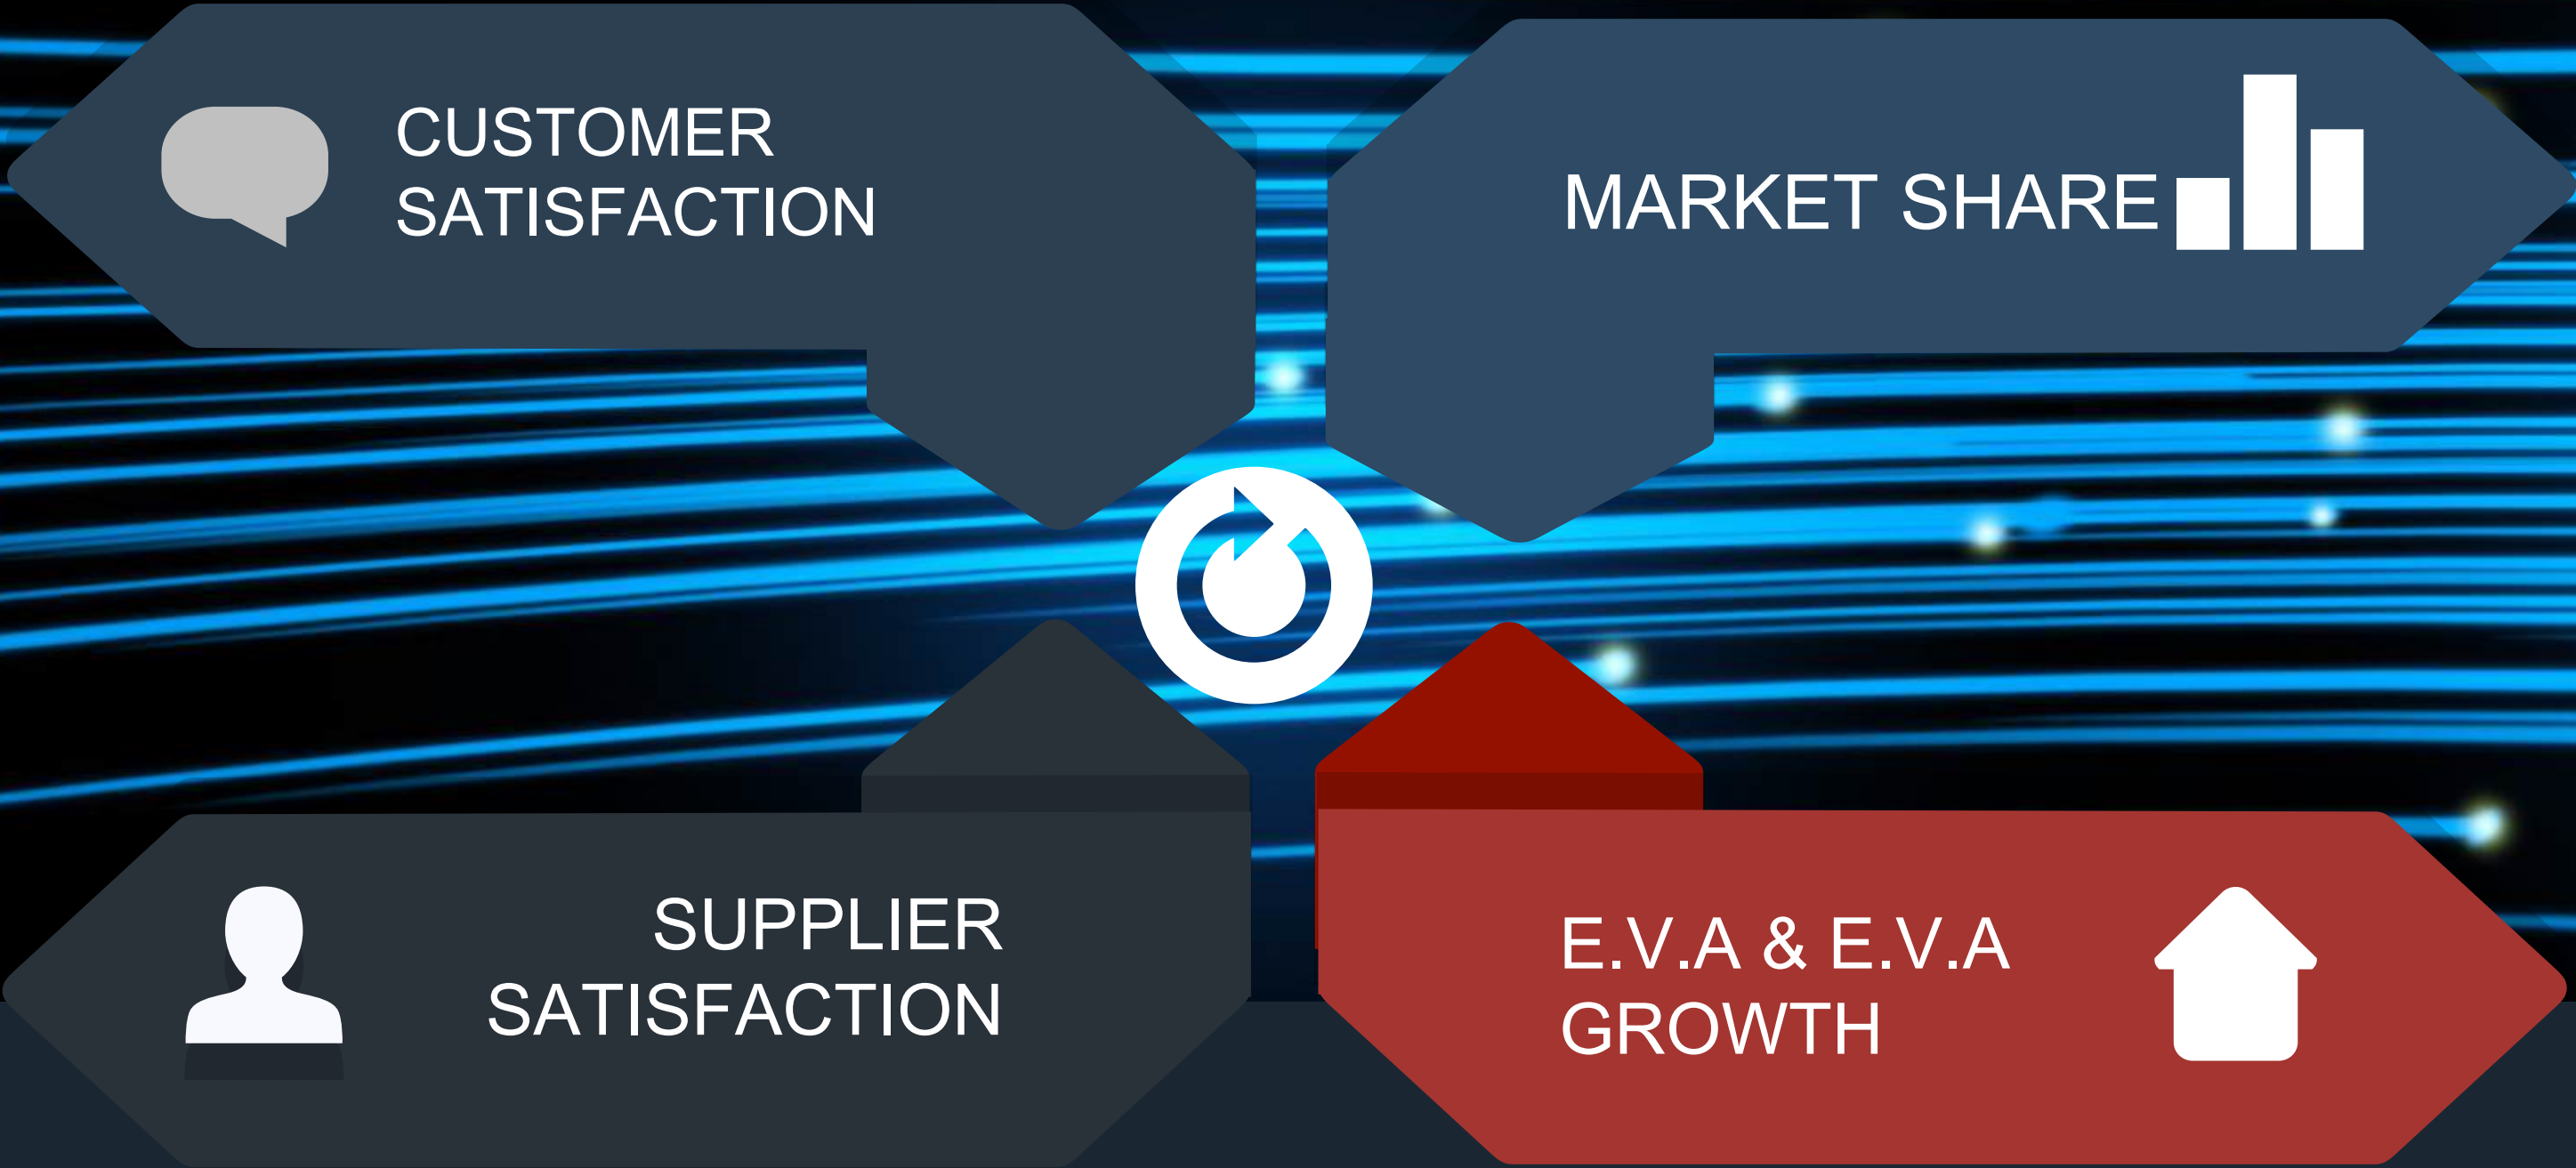 CUSTOMER
SATISFACTION
MARKET SHARE
SUPPLIER
SATISFACTION
E.V.A & E.V.A
GROWTH